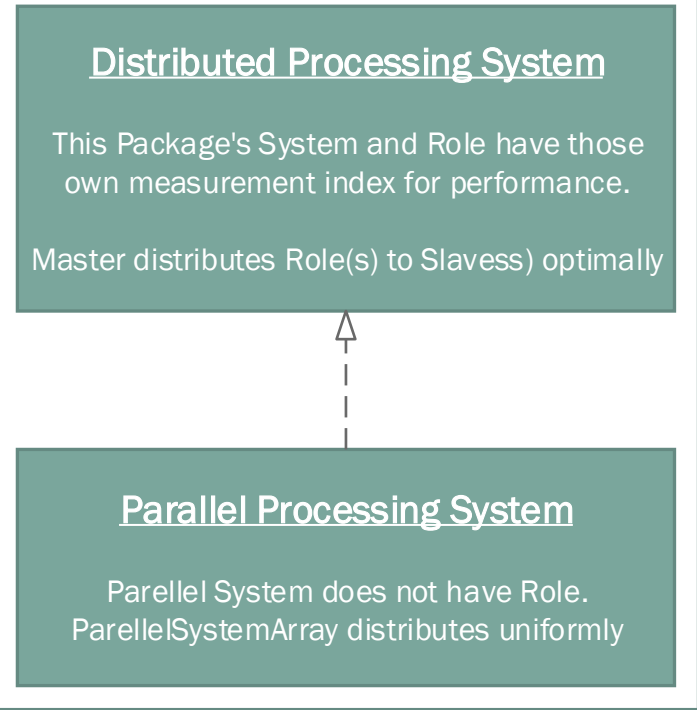 Distributed Processing System
This Package's System and Role have those
own measurement index for performance.
Master distributes Role(s) to Slavess) optimally
Parallel Processing System
Parellel System does not have Role.
ParellelSystemArray distributes uniformly